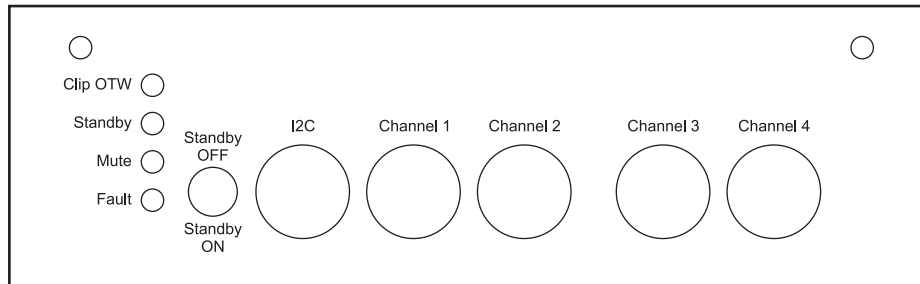 Clip OTW
Standby
Mute
Fault
Standby
OFF
Standby
ON
I2C
Channel 1
Channel 2
Channel 3
Channel 4